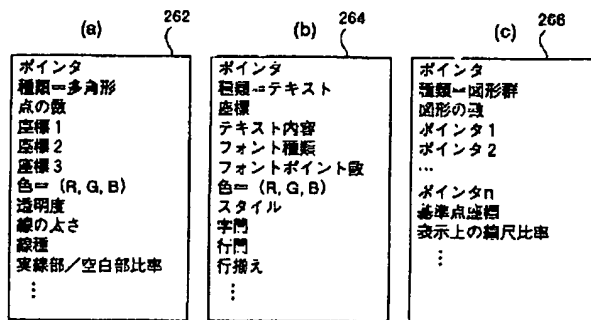 (a)
262
ポインタ
種類=多角形
点の数
座標1
座標2
座標3
色=(R, G, B)
透明度
線の太さ
線種
実線部/空白部比率
⋮
(b)
264
ポインタ
種類=テキスト
座標
テキスト内容
フォント種類
フォントポイント数
色=(R, G, B)
スタイル
字間
行間
行揃え
⋮
(c)
266
ポインタ
種類=図形群
図形の数
ポインタ1
ポインタ2
…
ポインタn
基準点座標
表示上の縮尺比率
⋮